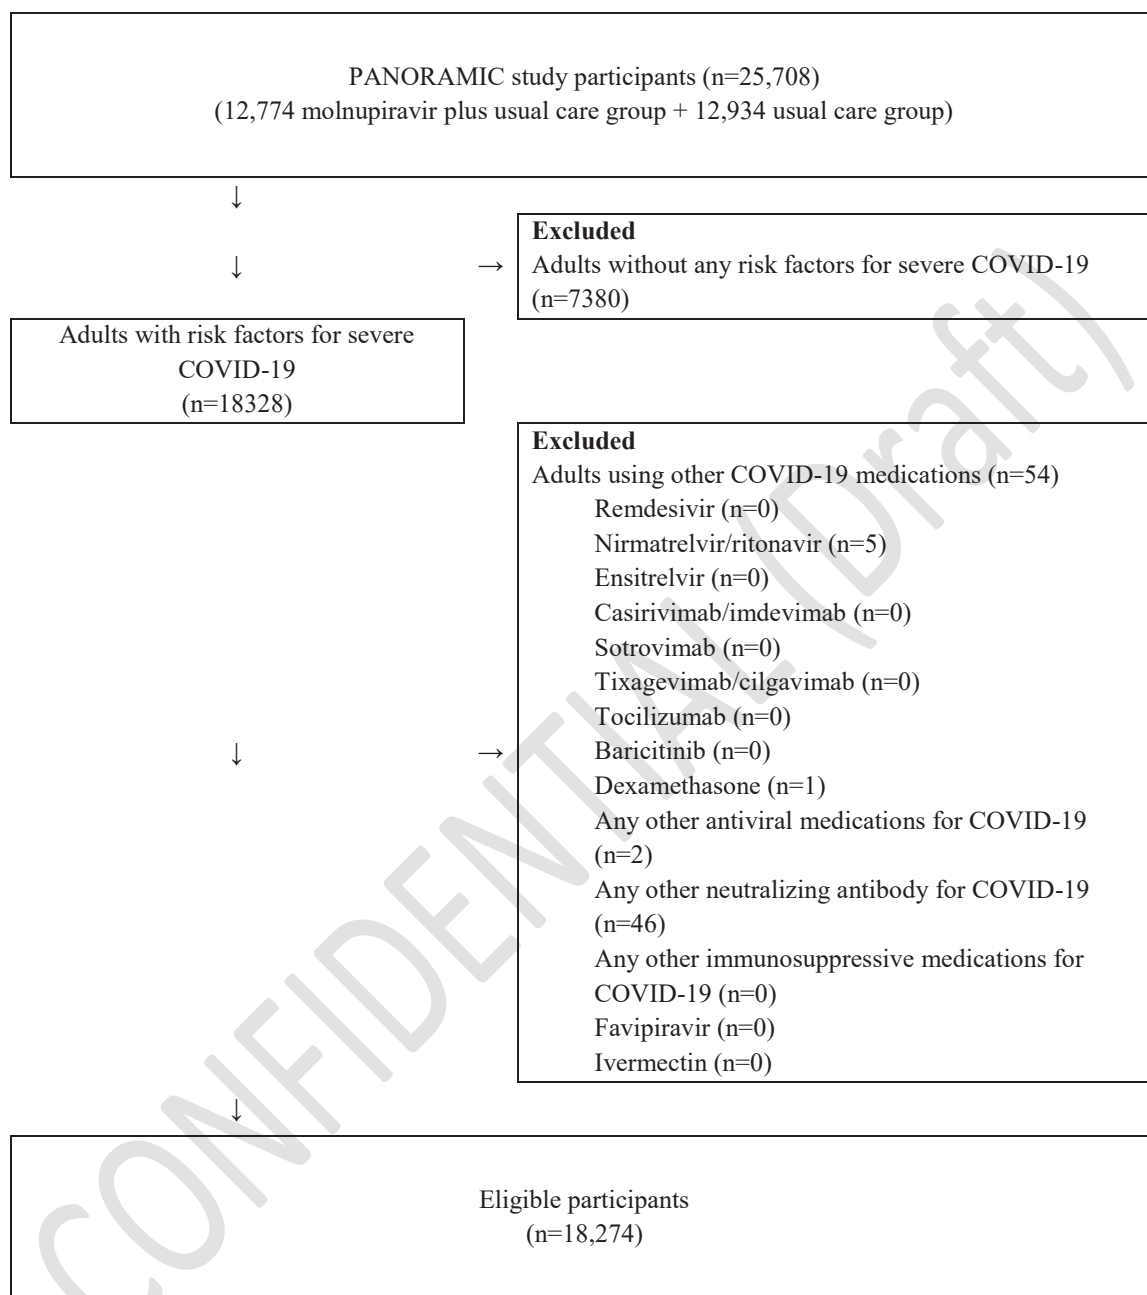 PANORAMIC study participants (n=25,708)
(12,774 molnupiravir plus usual care group + 12,934 usual care group)
↓
Excluded
↓ → Adults without any risk factors for severe COVID-19
(n=7380)
Adults with risk factors for severe
COVID-19
(n=18328)
Excluded
Adults using other COVID-19 medications (n=54)
Remdesivir (n=0)
Nirmatrelvir/ritonavir (n=5)
Ensitrelvir (n=0)
Casirivimab/imdevimab (n=0)
Sotrovimab (n=0)
Tixagevimab/cilgavimab (n=0)
Tocilizumab (n=0)
↓ → Baricitinib (n=0)
Dexamethasone (n=1)
Any other antiviral medications for COVID-19
(n=2)
Any other neutralizing antibody for COVID-19
(n=46)
Any other immunosuppressive medications for
COVID-19 (n=0)
Favipiravir (n=0)
Ivermectin (n=0)
↓
Eligible participants
(n=18,274)
CONFIDENTIAL (Draft)